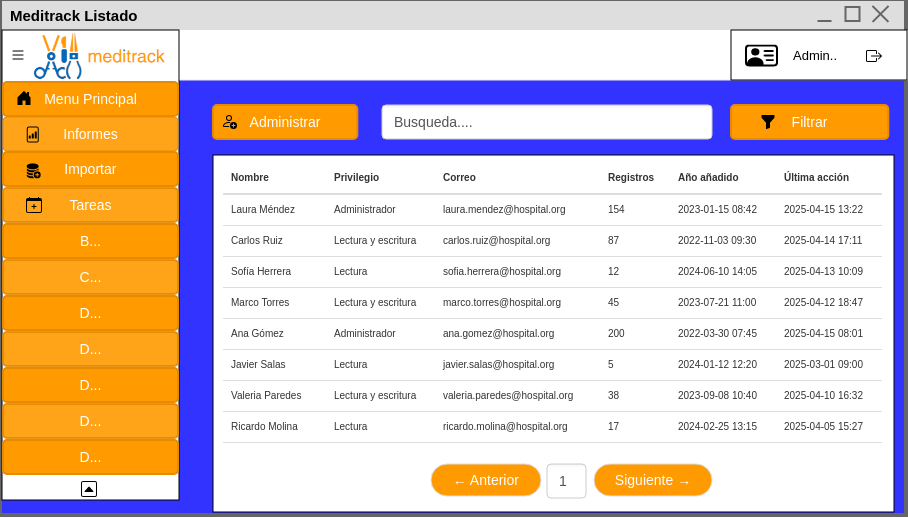 Meditrack Listado
meditrack
Admin..
Menu Principal
Informes
Importar
Tareas
B...
C...
D...
D...
D...
D...
D...
Administrar
Busqueda....
Filtrar
Nombre Privilegio Correo Registros Año añadido Última acción
Laura Méndez Administrador laura.mendez@hospital.org 154 2023-01-15 08:42 2025-04-15 13:22
Carlos Ruiz Lectura y escritura carlos.ruiz@hospital.org 87 2022-11-03 09:30 2025-04-14 17:11
Sofía Herrera Lectura sofia.herrera@hospital.org 12 2024-06-10 14:05 2025-04-13 10:09
Marco Torres Lectura y escritura marco.torres@hospital.org 45 2023-07-21 11:00 2025-04-12 18:47
Ana Gómez Administrador ana.gomez@hospital.org 200 2022-03-30 07:45 2025-04-15 08:01
Javier Salas Lectura javier.salas@hospital.org 5 2024-01-12 12:20 2025-03-01 09:00
Valeria Paredes Lectura y escritura valeria.paredes@hospital.org 38 2023-09-08 10:40 2025-04-10 16:32
Ricardo Molina Lectura ricardo.molina@hospital.org 17 2024-02-25 13:15 2025-04-05 15:27
← Anterior 1 Siguiente →